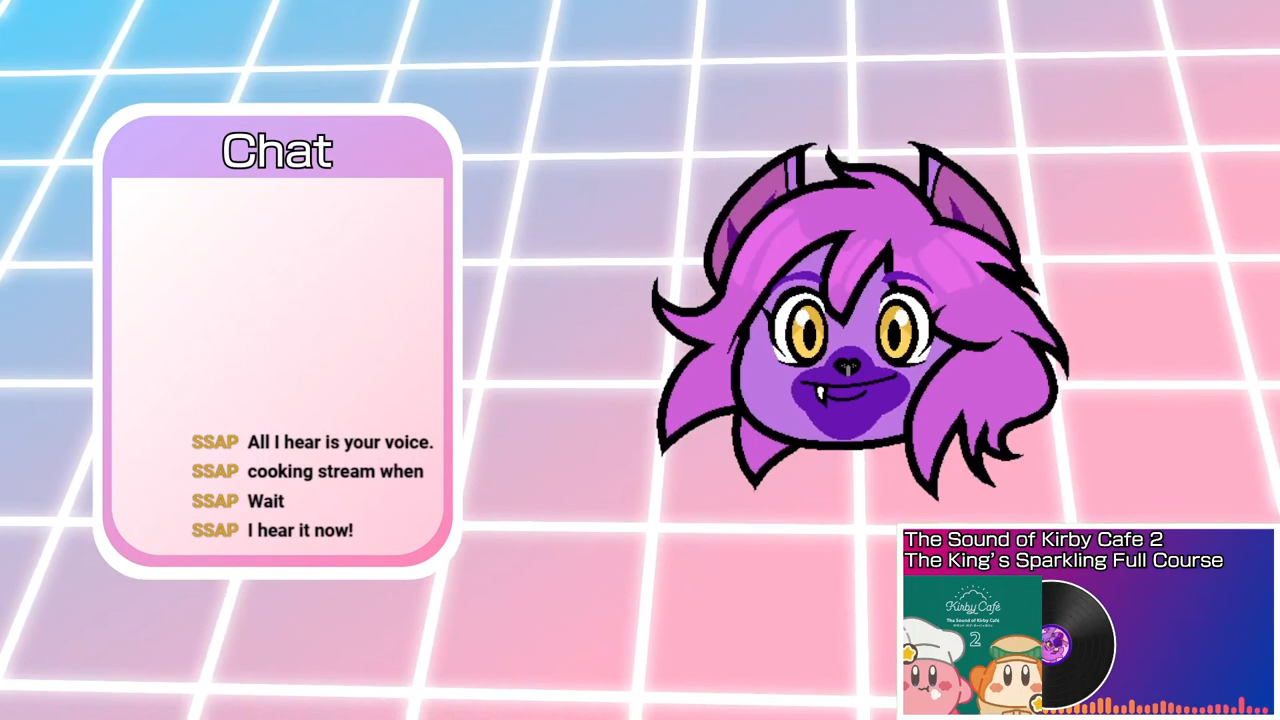 Chat
SSAP All I hear is your voice.
SSAP cooking stream when
SSAP Wait
SSAP I hear it now!
The Sound of Kirby Cafe 2
The King's Sparkling Full Course
Kirby Café
The Sound of Kirby Café
2